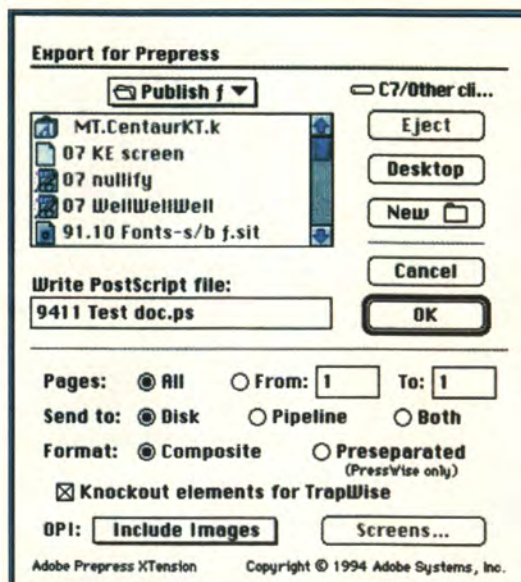 Export for Prepress
Publish ƒ
C7/Other cli...
MT.CentaurKT.k
07 KE screen
07 nullify
07 WellWellWell
91.10 Fonts-s/b ƒ.sit
Eject
Desktop
New
Cancel
OK
Write PostScript file:
9411 Test doc.ps
Pages: All From: 1 To: 1
Send to: Disk Pipeline Both
Format: Composite Preseparated
(PressWise only)
Knockout elements for TrapWise
OPI: Include Images Screens...
Adobe Prepress XTension Copyright © 1994 Adobe Systems, Inc.